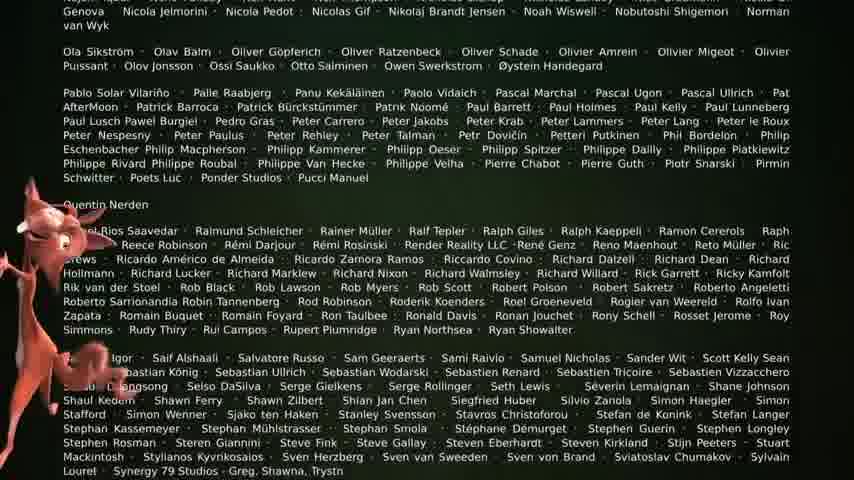 Genova · Nicola Jelmorini · Nicola Pedot · Nicolas Gif · Nikolaj Brandt Jensen · Noah Wiswell · Nobutoshi Shigemori · Norman
van Wyk
Ola Sikström · Olav Balm · Oliver Göpferich · Oliver Ratzenbeck · Oliver Schade · Olivier Amrein · Olivier Migeot · Olivier
Puissant · Olov Jonsson · Ossi Saukko · Otto Salminen · Owen Swerkstrom · Øystein Handegard
Pablo Solar Vilariño · Palle Raabjerg · Panu Kekäläinen · Paolo Vidaich · Pascal Marchal · Pascal Ugon · Pascal Ullrich · Pat
AfterMoon · Patrick Barroca · Patrick Bürckstümmer · Patrik Noomé · Paul Barrett · Paul Holmes · Paul Kelly · Paul Lunneberg
Paul Lusch Pawel Burgiel · Pedro Gras · Peter Carrero · Peter Jakobs · Peter Krab · Peter Lammers · Peter Lang · Peter le Roux
Peter Nespesny · Peter Paulus · Peter Rehley · Peter Talman · Petr Dovičín · Petteri Putkinen · Phil Bordelon · Philip
Eschenbacher Philip Macpherson · Philipp Kammerer · Philipp Oeser · Philipp Spitzer · Philippe Dailly · Philippe Piatkiewitz
Philippe Rivard Philippe Roubal · Philippe Van Hecke · Philippe Velha · Pierre Chabot · Pierre Guth · Piotr Snarski · Pirmin
Schwitter · Poets Luc · Ponder Studios · Pucci Manuel
Quentin Nerden
Rios Saavedar · Raimund Schleicher · Rainer Müller · Ralf Tepler · Ralph Giles · Ralph Kaeppeli · Ramon Cererols Raph
Reece Robinson · Rémi Darjour · Rémi Rosinski · Render Reality LLC ·René Genz · Reno Maenhout · Reto Müller · Ric
Ricardo Américo de Almeida · Ricardo Zamora Ramos · Riccardo Covino · Richard Dalzell · Richard Dean · Richard
Hollmann · Richard Lucker · Richard Marklew · Richard Nixon · Richard Walmsley · Richard Willard · Rick Garrett · Ricky Kamfolt
Rik van der Stoel · Rob Black · Rob Lawson · Rob Myers · Rob Scott · Robert Polson · Robert Sakretz · Roberto Angeletti
Roberto Sarrionandia Robin Tannenberg · Rod Robinson · Roderik Koenders · Roel Groeneveld · Rogier van Weereld · Rolfo Ivan
Zapata · Romain Buquet · Romain Foyard · Ron Taulbee · Ronald Davis · Ronan Jouchet · Rony Schell · Rosset Jerome · Roy
Simmons · Rudy Thiry · Rui Campos · Rupert Plumridge · Ryan Northsea · Ryan Showalter
Igor · Saif Alshaali · Salvatore Russo · Sam Geeraerts · Sami Raivio · Samuel Nicholas · Sander Wit · Scott Kelly Sean
König · Sebastian Ullrich · Sebastian Wodarski · Sebastien Renard · Sebastien Tricoire · Sebastien Vizzacchero
Selso DaSilva · Serge Gielkens · Serge Rollinger · Seth Lewis · Séverin Lemaignan · Shane Johnson
Shaul Kedem · Shawn Ferry · Shawn Zilbert · Shian Jan Chen · Siegfried Huber · Sílvio Zanola · Simon Haegler · Simon
Stafford · Simon Wenner · Sjako ten Haken · Stanley Svensson · Stavros Christoforou · Stefan de Konink · Stefan Langer
Stephan Kassemeyer · Stephan Mühlstrasser · Stephan Smola · Stéphane Démurget · Stephen Guerin · Stephen Longley
Stephen Rosman · Steren Giannini · Steve Fink · Steve Gallay · Steven Eberhardt · Steven Kirkland · Stijn Peeters · Stuart
Mackintosh · Stylianos Kyvrikosaios · Sven Herzberg · Sven van Sweeden · Sven von Brand · Sviatoslav Chumakov · Sylvain
Lourel · Synergy 79 Studios - Greg, Shawna, Trystn